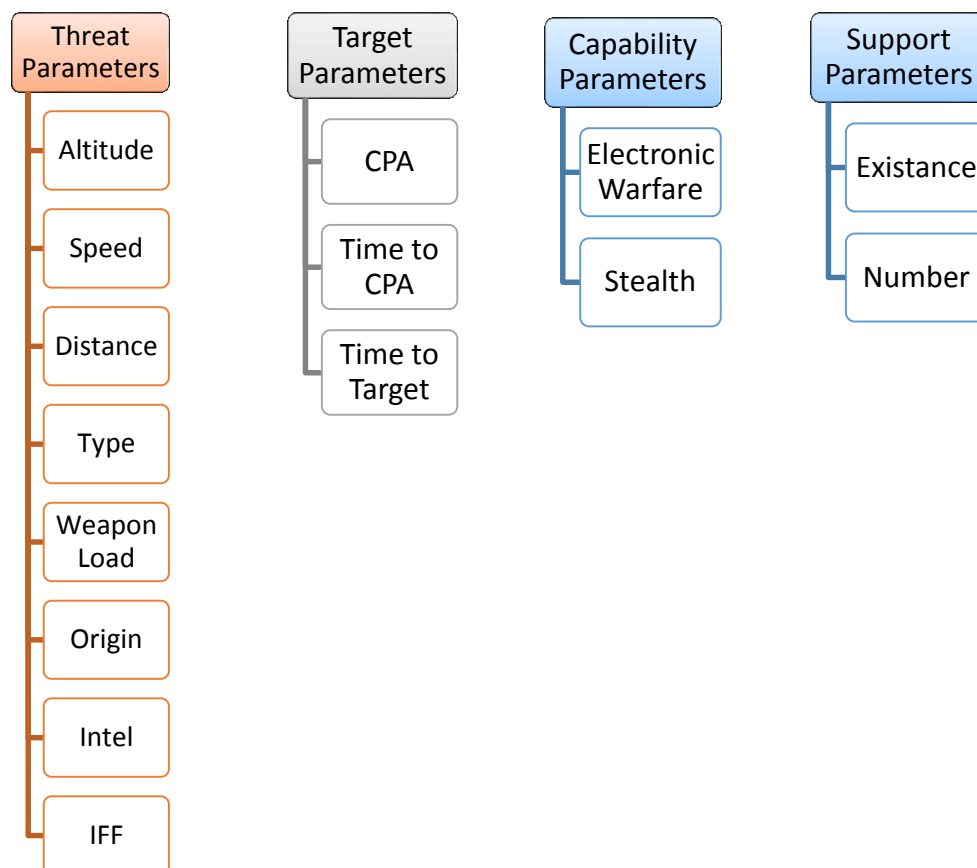 Threat
Parameters
Altitude
Speed
Distance
Type
Weapon
Load
Origin
Intel
IFF
Target
Parameters
CPA
Time to
CPA
Time to
Target
Capability
Parameters
Electronic
Warfare
Stealth
Support
Parameters
Existance
Number